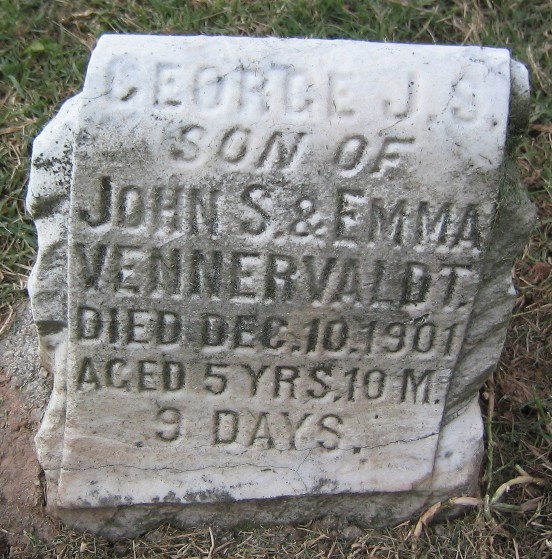 GEORGE J.S.
SON OF
JOHN S. & EMMA
VENNERVALDT.
DIED DEC. 10. 1901
AGED 5 YRS. 10 M.
9 DAYS.